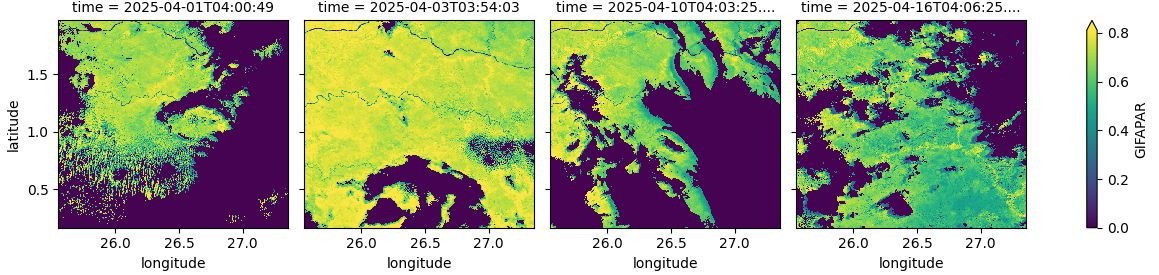 time = 2025-04-01T04:00:49
time = 2025-04-03T03:54:03
time = 2025-04-10T04:03:25....
time = 2025-04-16T04:06:25....
latitude
1.5
1.0
0.5
26.0 26.5 27.0
longitude
26.0 26.5 27.0
longitude
26.0 26.5 27.0
longitude
26.0 26.5 27.0
longitude
0.8
0.6
0.4
0.2
0.0
GIFAPAR